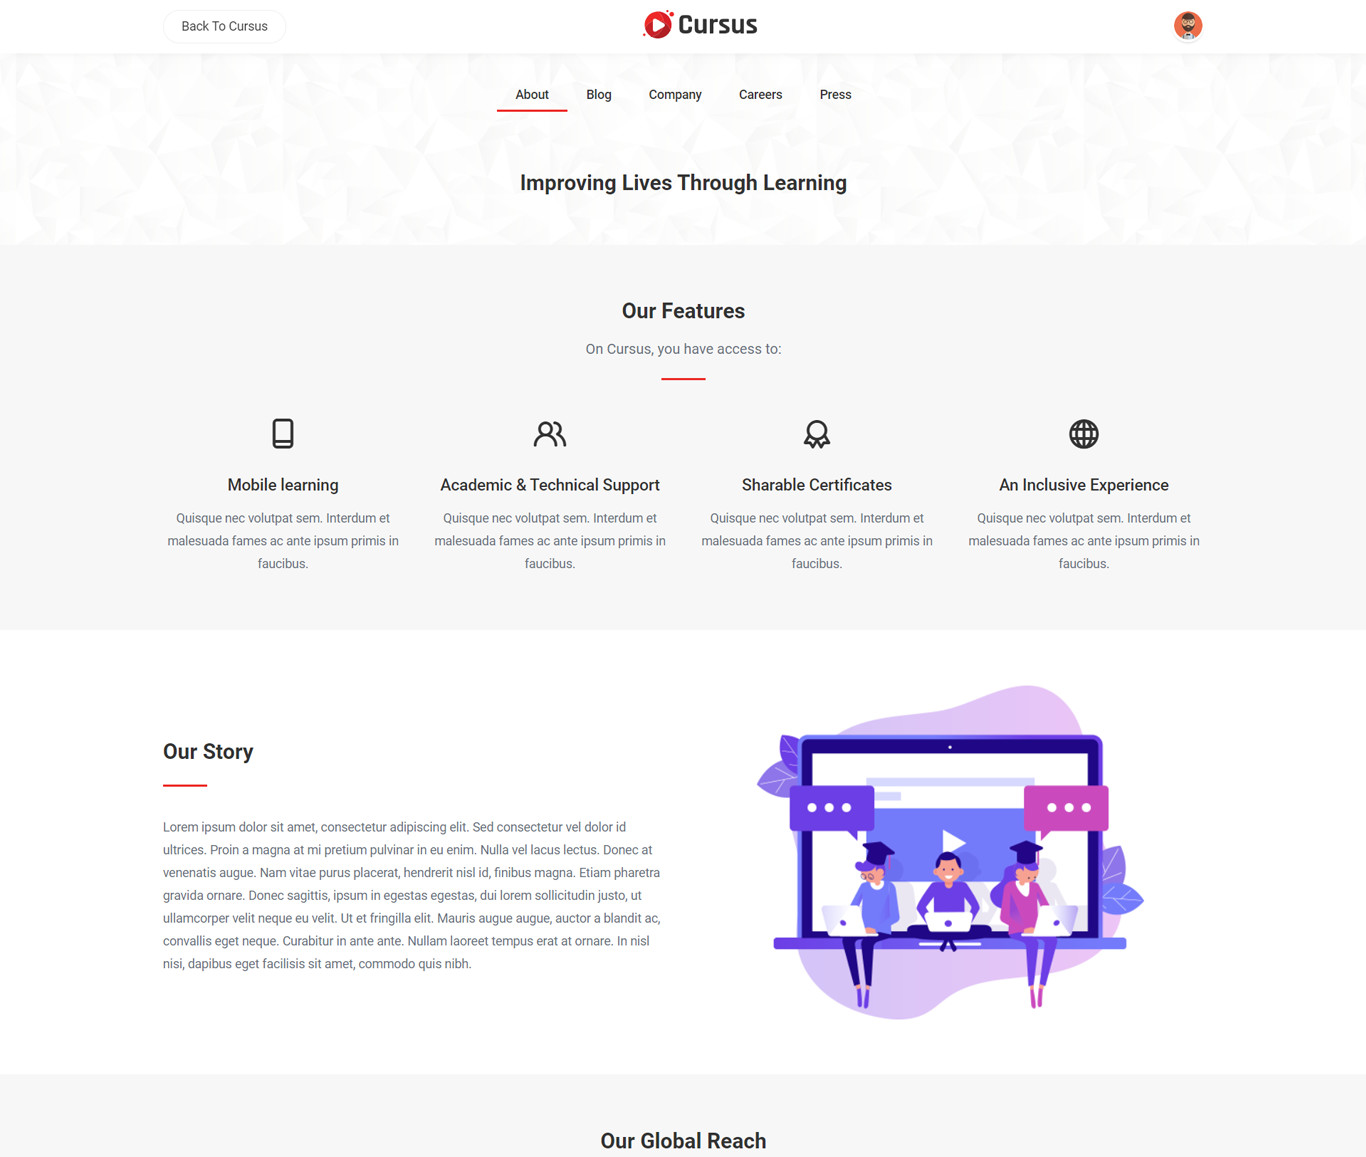 Back To Cursus
Cursus
About
Blog
Company
Careers
Press
Improving Lives Through Learning
Our Features
On Cursus, you have access to:
Mobile learning
Quisque nec volutpat sem. Interdum et
malesuada fames ac ante ipsum primis in
faucibus.
Academic & Technical Support
Quisque nec volutpat sem. Interdum et
malesuada fames ac ante ipsum primis in
faucibus.
Sharable Certificates
Quisque nec volutpat sem. Interdum et
malesuada fames ac ante ipsum primis in
faucibus.
An Inclusive Experience
Quisque nec volutpat sem. Interdum et
malesuada fames ac ante ipsum primis in
faucibus.
Our Story
Lorem ipsum dolor sit amet, consectetur adipiscing elit. Sed consectetur vel dolor id
ultrices. Proin a magna at mi pretium pulvinar in eu enim. Nulla vel lacus lectus. Donec at
venenatis augue. Nam vitae purus placerat, hendrerit nisl id, finibus magna. Etiam pharetra
gravida ornare. Donec sagittis, ipsum in egestas egestas, dui lorem sollicitudin justo, ut
ullamcorper velit neque eu velit. Ut et fringilla elit. Mauris augue augue, auctor a blandit ac,
convallis eget neque. Curabitur in ante ante. Nullam laoreet tempus erat at ornare. In nisl
nisi, dapibus eget facilisis sit amet, commodo quis nibh.
Our Global Reach